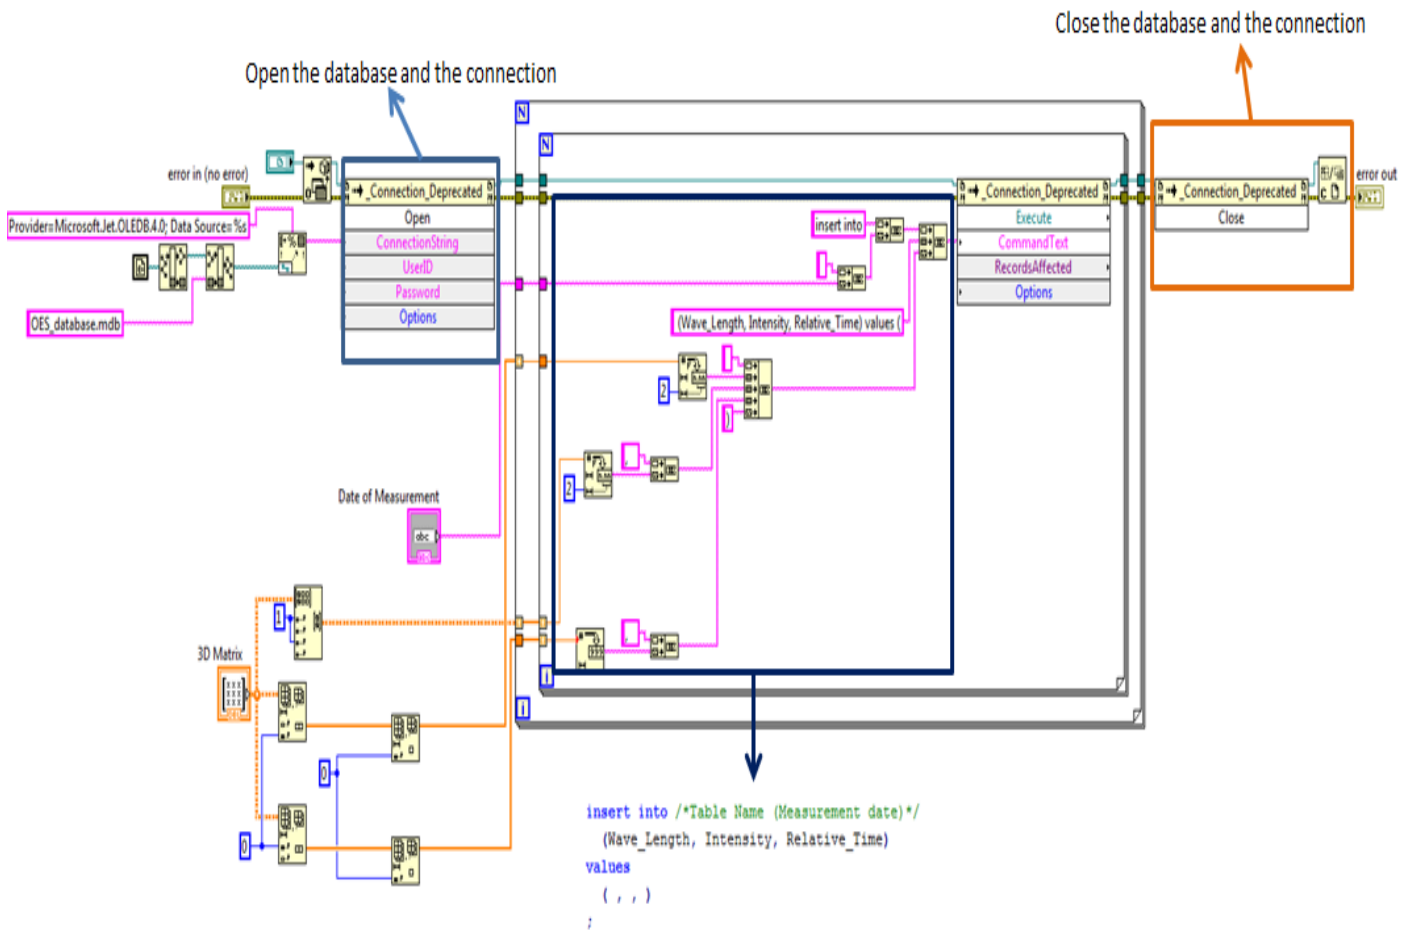 Close the database and the connection
Open the database and the connection
N
N
error in (no error)
error out
_Connection_Deprecated
Open
ConnectionString
UserID
Password
Options
Provider=Microsoft.Jet.OLEDB.4.0; Data Source=%s
OES_database.mdb
insert into
(Wave_Length, Intensity, Relative_Time) values (
_Connection_Deprecated
Execute
CommandText
RecordsAffected
Options
_Connection_Deprecated
Close
2
)
,
2
Date of Measurement
abc
1
,
3D Matrix
i
i
0
0
insert into /*Table Name (Measurement date)*/
(Wave_Length, Intensity, Relative_Time)
values
( , , )
;